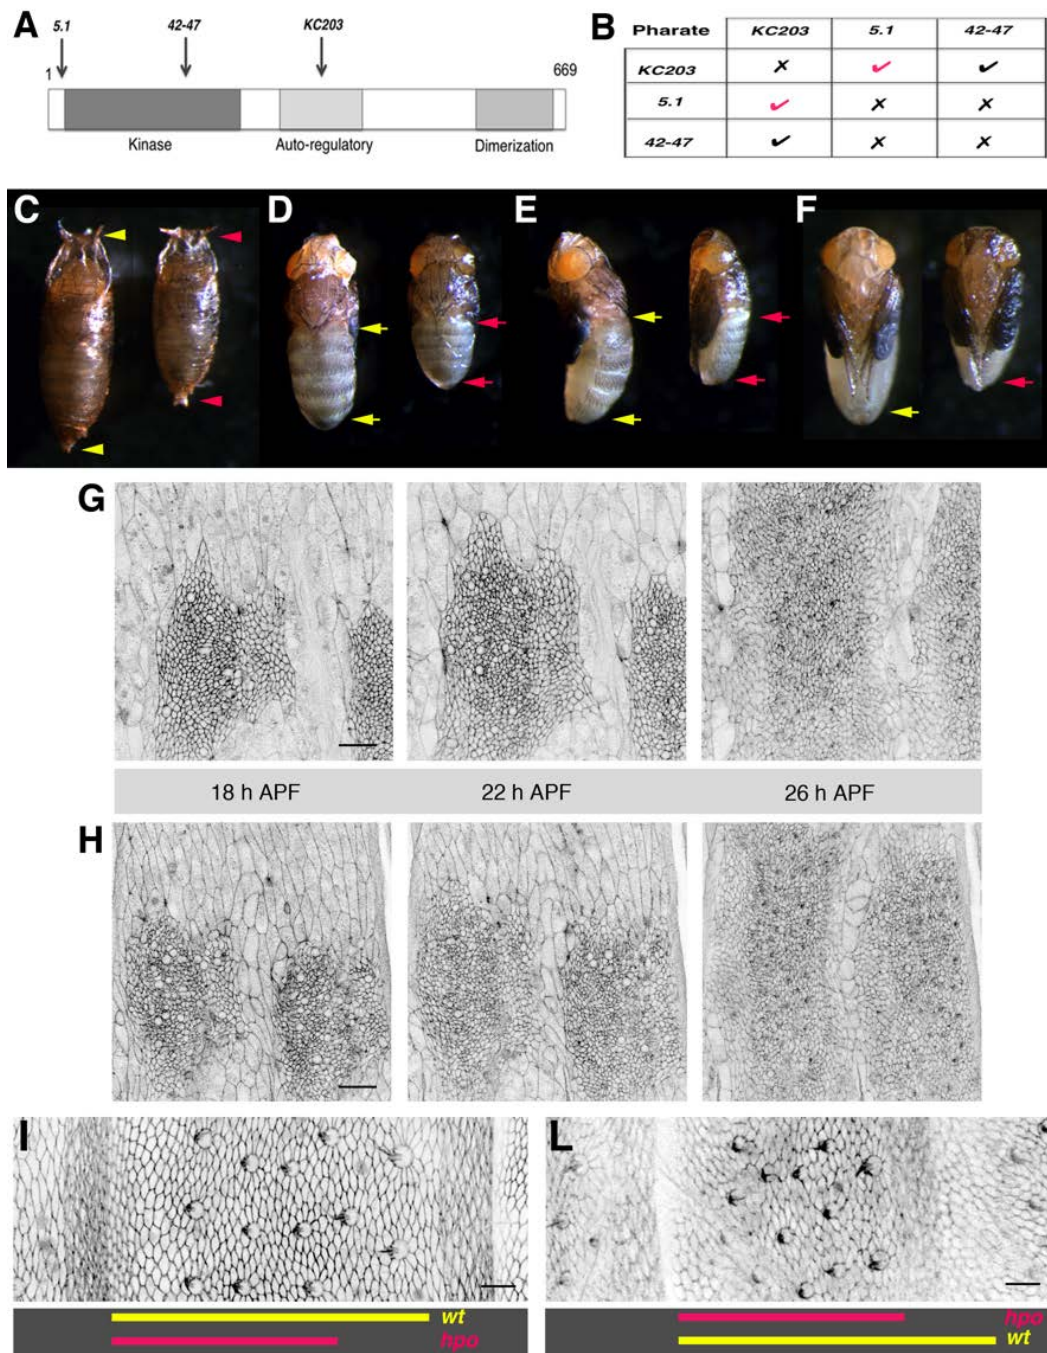 A
5.1
42-47
KC203
1
669
Kinase
Auto-regulatory
Dimerization
B
Pharate KC203 5.1 42-47
KC203 ✗ ✓ ✓
5.1 ✓ ✗ ✗
42-47 ✓ ✗ ✗
C
D
E
F
G
18 h APF
22 h APF
26 h APF
H
I
L
wt
hpo
hpo
wt